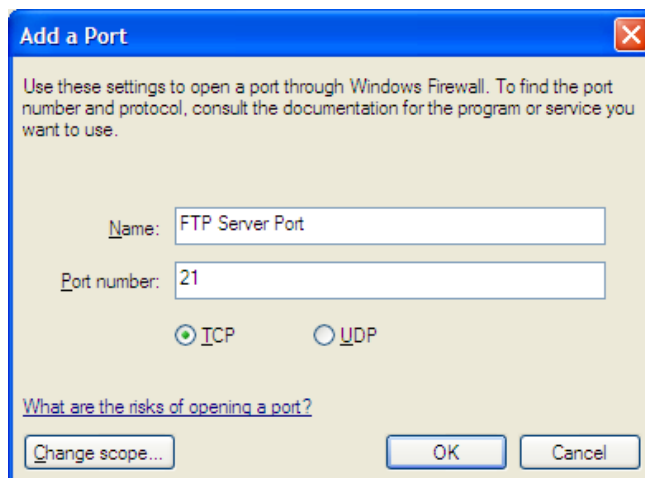 Add a Port
Use these settings to open a port through Windows Firewall. To find the port
number and protocol, consult the documentation for the program or service you
want to use.
Name: FTP Server Port
Port number: 21
TCP UDP
What are the risks of opening a port?
Change scope... OK Cancel